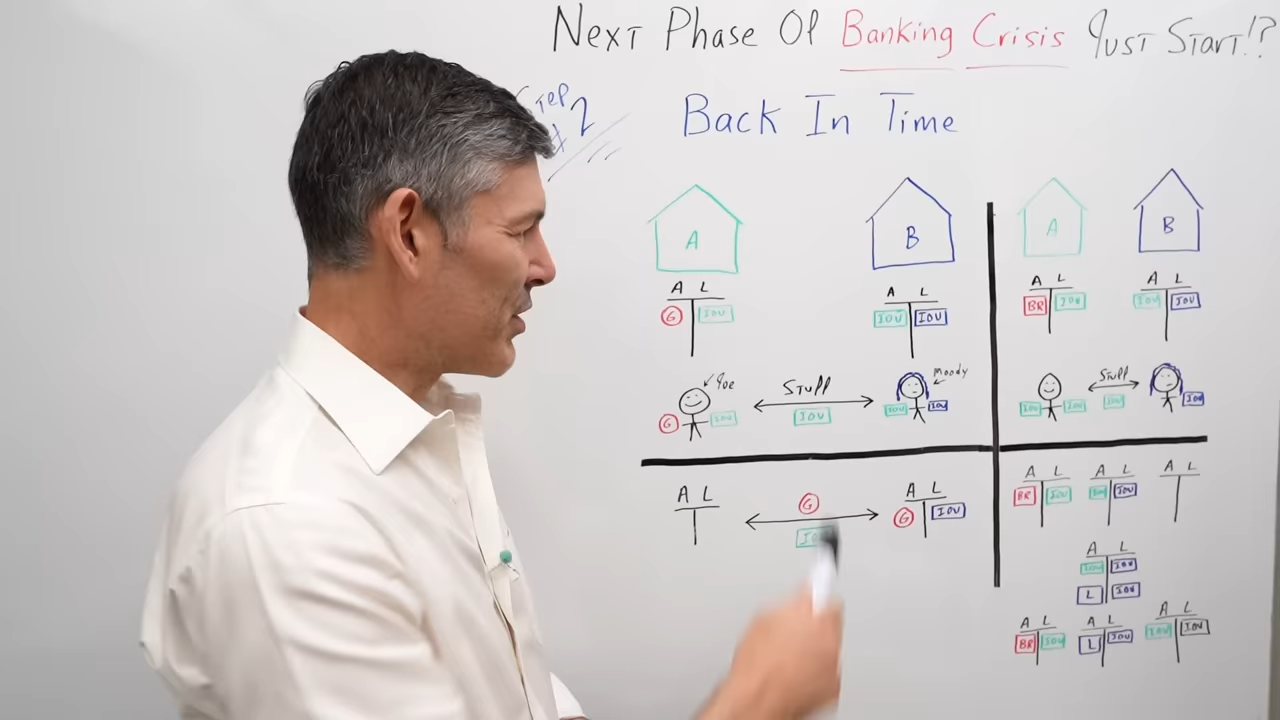 Next Phase Of Banking Crisis Just Start!?
Step
2
Back In Time
A B A B
A L A L A L A L
G IOU IOU IOU BR IOU IOU IOU
Joe Stuff Moody Stuff
G IOU IOU IOU IOU IOU IOU IOU IOU
A L G A L A L A L A L
G IOU BR IOU IOU
A L
IOU IOU
L IOU
A L A L A L
BR IOU L IOU IOU IOU